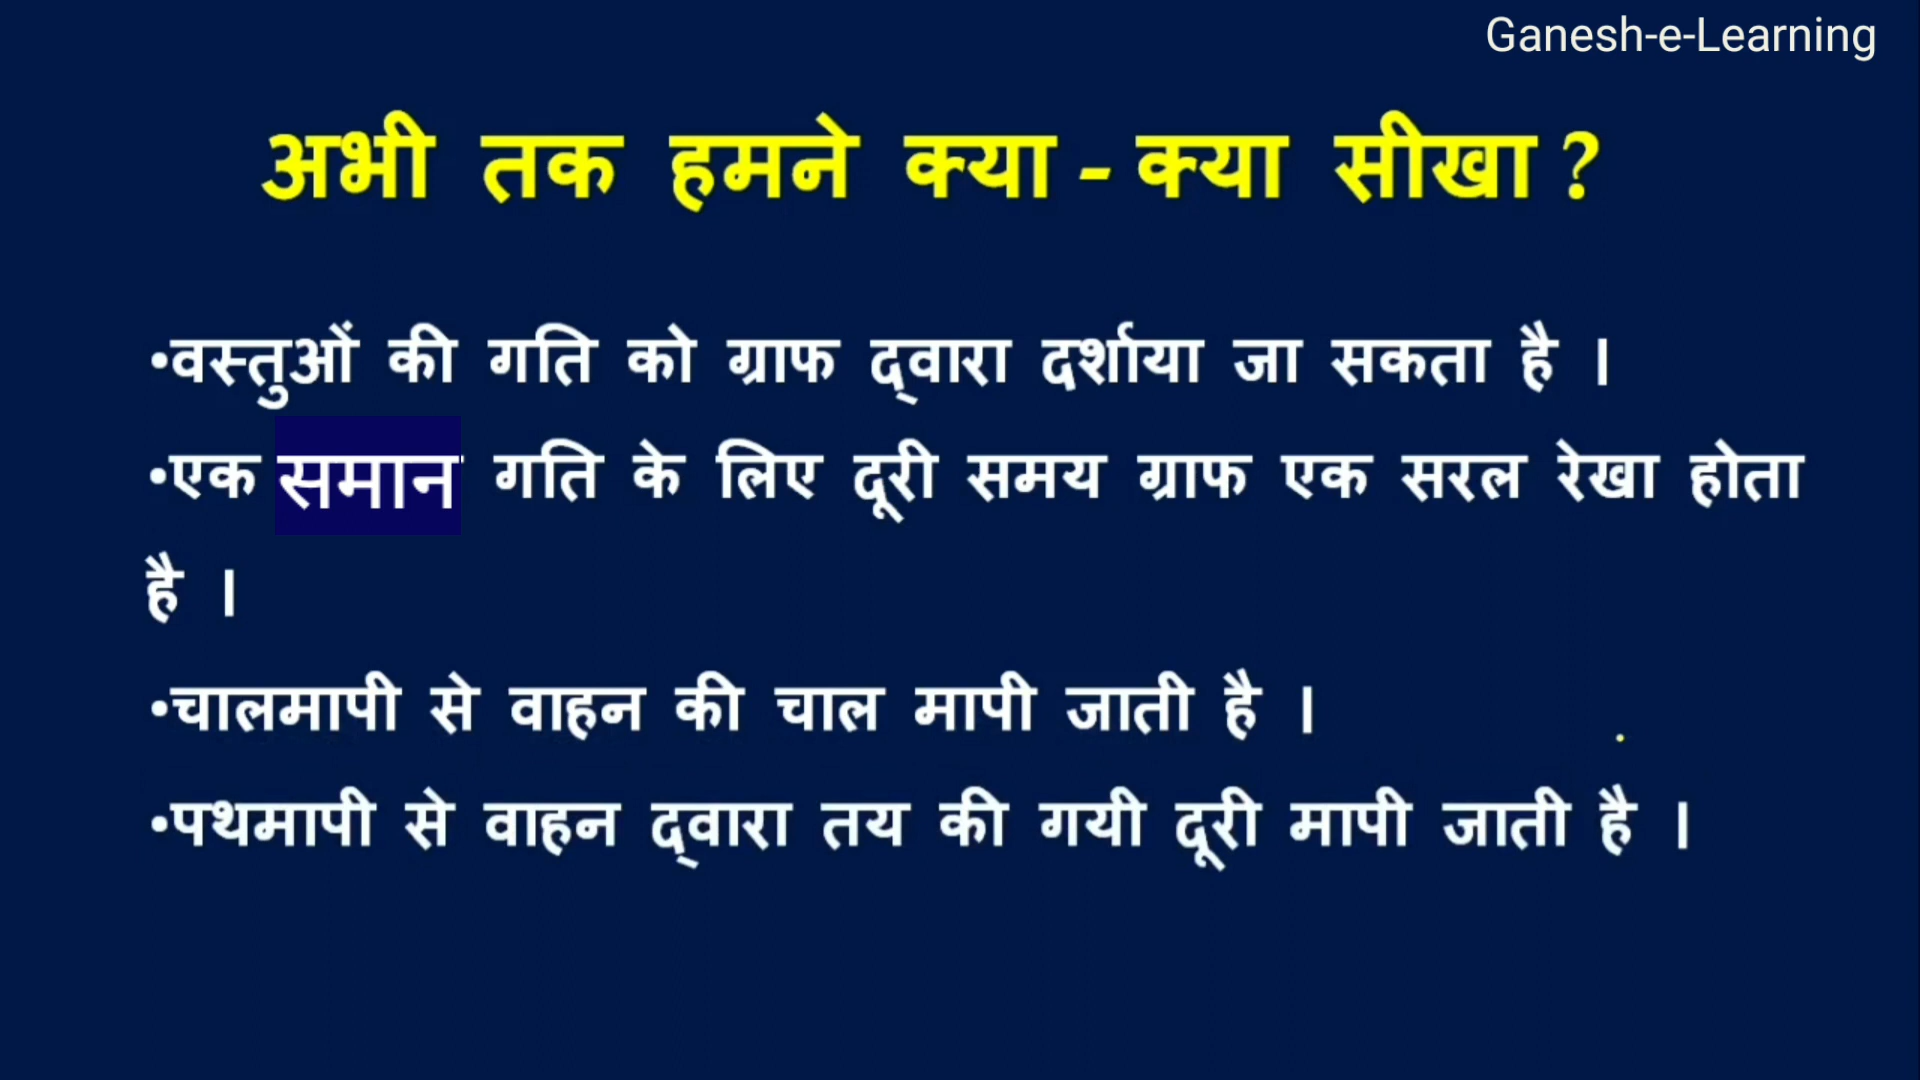 Ganesh-e-Learning
अभी तक हमने क्या - क्या सीखा ?
•वस्तुओं की गति को ग्राफ द्वारा दर्शाया जा सकता है ।
•एक समान गति के लिए दूरी समय ग्राफ एक सरल रेखा होता
है ।
•चालमापी से वाहन की चाल मापी जाती है ।
•पथमापी से वाहन द्वारा तय की गयी दूरी मापी जाती है ।